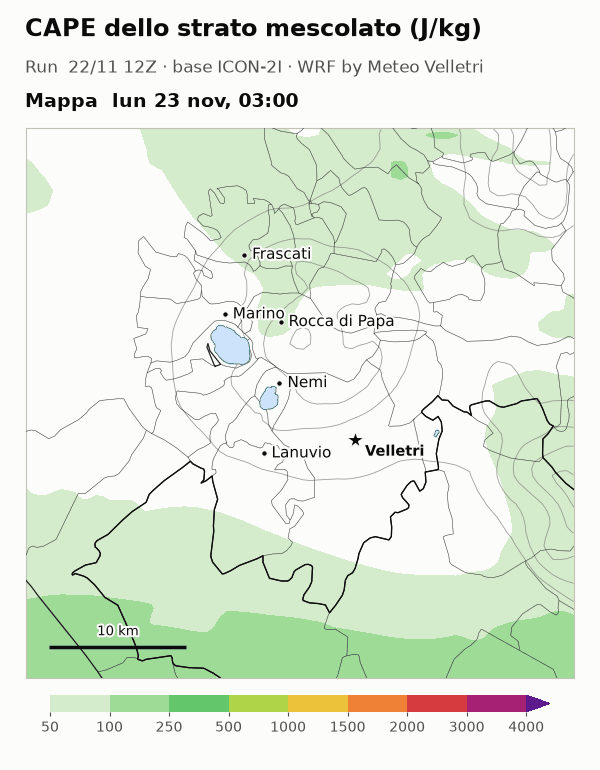 CAPE dello strato mescolato (J/kg)
Run  22/11 12Z · base ICON-2I · WRF by Meteo Velletri
Mappa  lun 23 nov, 03:00
Frascati
Marino
Rocca di Papa
Nemi
Velletri
Lanuvio
10 km
50 100 250 500 1000 1500 2000 3000 4000